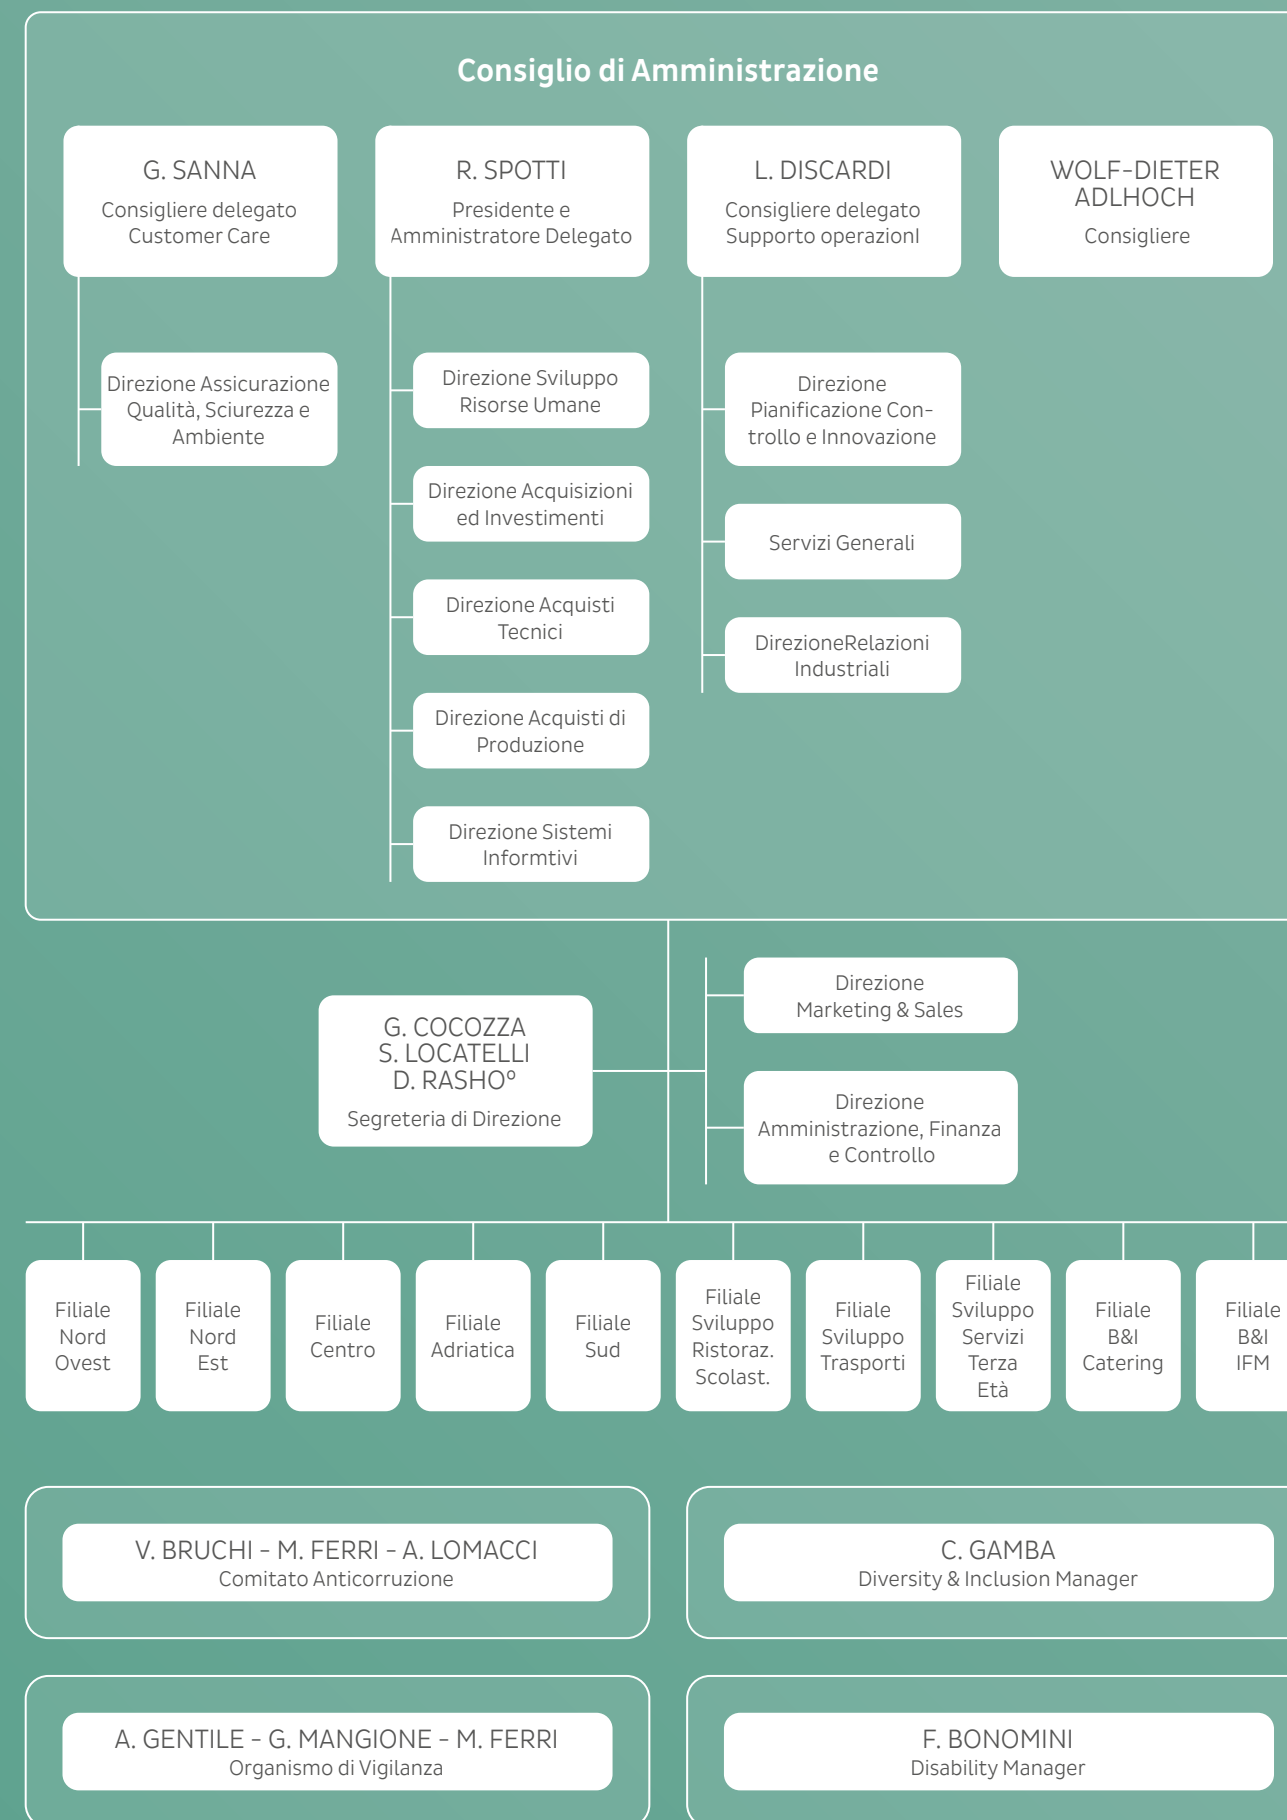 Consiglio di Amministrazione
G. SANNA
Consigliere delegato
Customer Care
R. SPOTTI
Presidente e
Amministratore Delegato
L. DISCARDI
Consigliere delegato
Supporto operazionI
WOLF-DIETER
ADLHOCH
Consigliere
Direzione Assicurazione
Qualità, Sciurezza e
Ambiente
Direzione Sviluppo
Risorse Umane
Direzione Acquisizioni
ed Investimenti
Direzione Acquisti
Tecnici
Direzione Acquisti di
Produzione
Direzione Sistemi
Informtivi
Direzione
Pianificazione Con-
trollo e Innovazione
Servizi Generali
DirezioneRelazioni
Industriali
G. COCOZZA
S. LOCATELLI
D. RASHOº
Segreteria di Direzione
Direzione
Marketing & Sales
Direzione
Amministrazione, Finanza
e Controllo
Filiale
Nord
Ovest
Filiale
Nord
Est
Filiale
Centro
Filiale
Adriatica
Filiale
Sud
Filiale
Sviluppo
Ristoraz.
Scolast.
Filiale
Sviluppo
Trasporti
Filiale
Sviluppo
Servizi
Terza
Età
Filiale
B&I
Catering
Filiale
B&I
IFM
V. BRUCHI - M. FERRI - A. LOMACCI
Comitato Anticorruzione
C. GAMBA
Diversity & Inclusion Manager
A. GENTILE - G. MANGIONE - M. FERRI
Organismo di Vigilanza
F. BONOMINI
Disability Manager